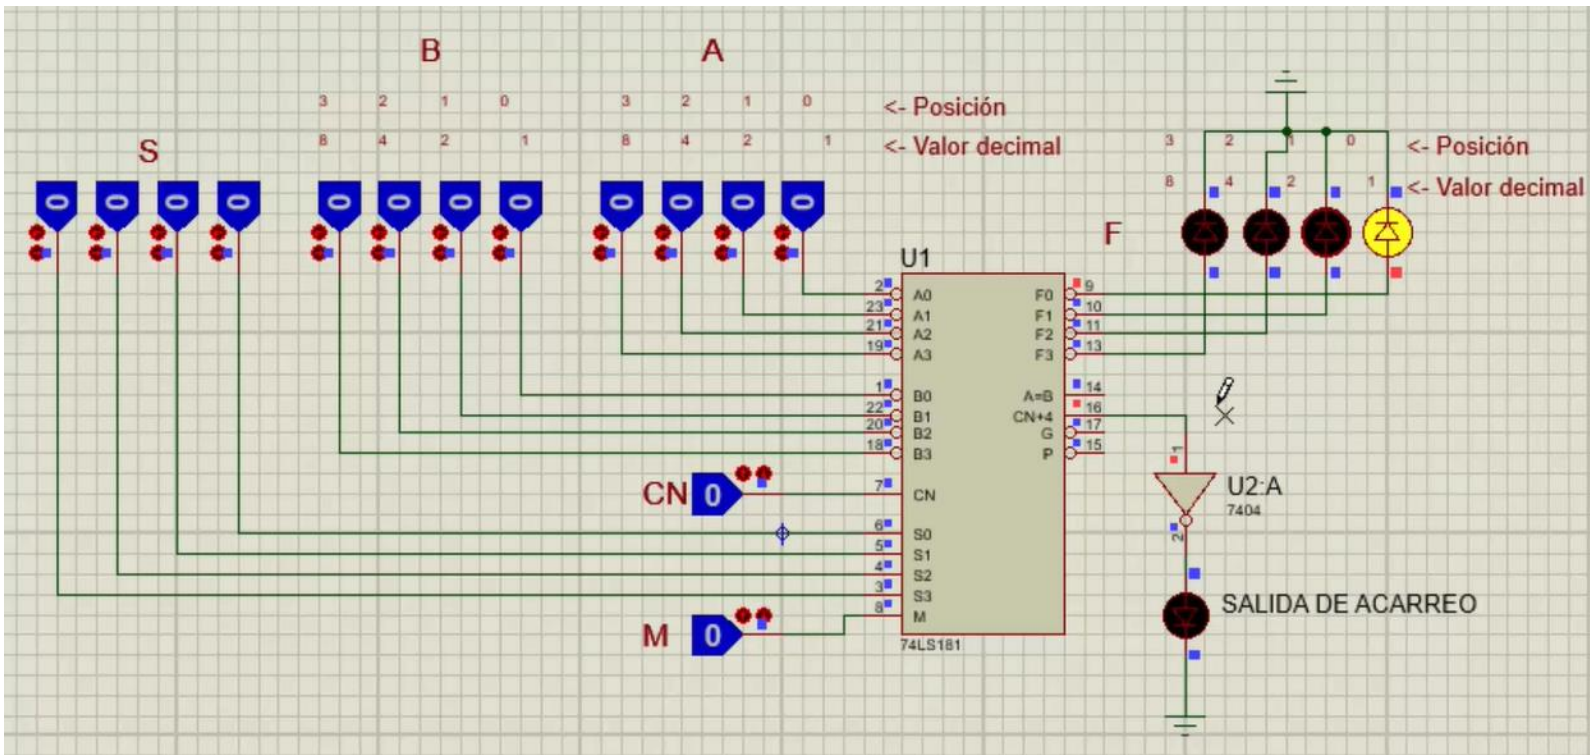 B A
3 2 1 0 3 2 1 0 <- Posición
8 4 2 1 8 4 2 1 <- Valor decimal
3 2 1 0 <- Posición
8 4 2 1 <- Valor decimal
S
0 0 0 0 0 0 0 0 0 0 0 0
F
U1
2 A0 F0 9
23 A1 F1 10
21 A2 F2 11
19 A3 F3 13
1 B0 A=B 14
22 B1 CN+4 16
20 B2 G 17
18 B3 P 15
CN 0 7 CN
6 S0
5 S1
4 S2
3 S3
M 0 8 M
74LS181
1
U2:A
7404
2
SALIDA DE ACARREO